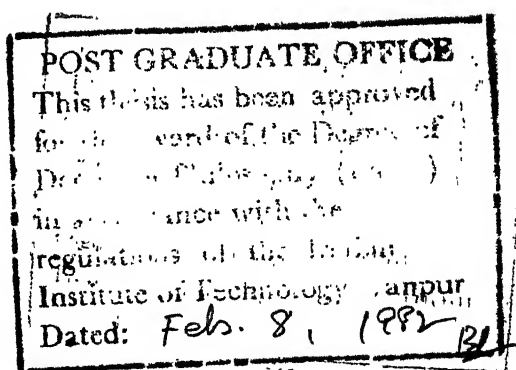 POST GRADUATE OFFICE
This thesis has been approved
for the award of the Degree of
in accordance with the
regulations of the Indian
Institute of Technology Kanpur
Dated: Feb. 8, 1992